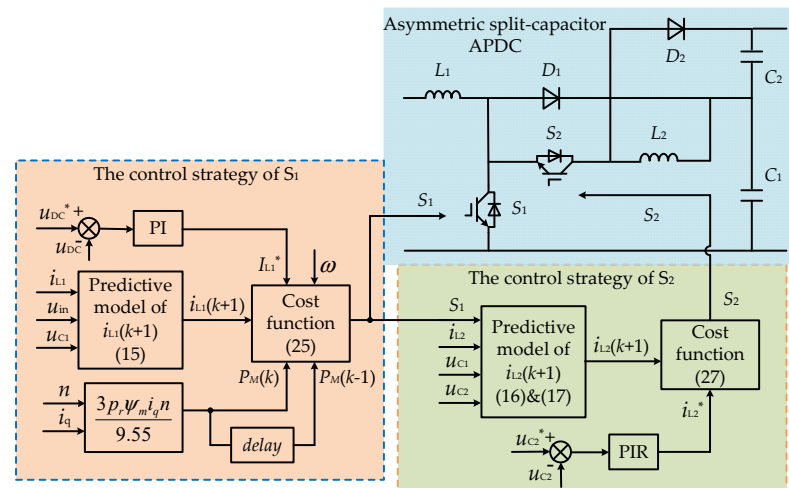 Asymmetric split-capacitor
APDC
L1
D1
D2
C2
S2
L2
C1
S1
S1
S2
The control strategy of S1
uDC* +
uDC -
PI
IL1*
ω
iL1
uin
uC1
Predictive
model of
iL1(k+1)
(15)
iL1(k+1)
Cost
function
(25)
PM(k)
PM(k-1)
n
iq
3prψmiqn
9.55
delay
The control strategy of S2
S1
iL2
uC1
uC2
Predictive
model of
iL2(k+1)
(16)&(17)
iL2(k+1)
S2
Cost
function
(27)
iL2*
uC2* +
uC2 -
PIR